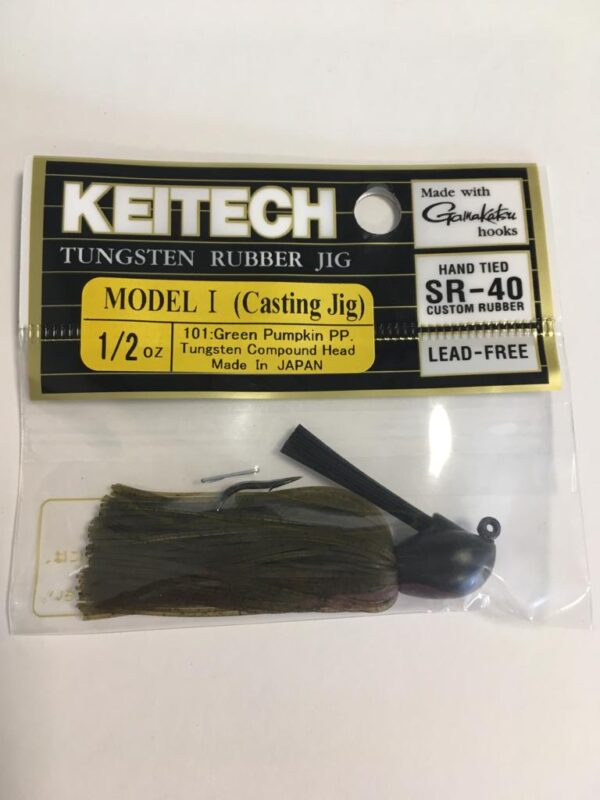 KEITECH
TUNGSTEN RUBBER JIG
MODEL I (Casting Jig)
1/2 oz
101:Green Pumpkin PP.
Tungsten Compound Head
Made In JAPAN
Made with
Gamakatsu
hooks
HAND TIED
SR-40
CUSTOM RUBBER
LEAD-FREE